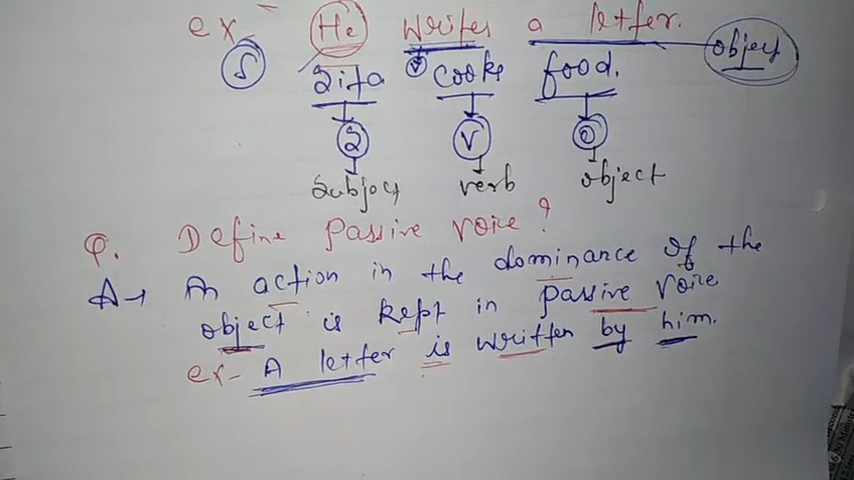 ex - He writes a letter. object
S Sita V cooks food.
S V O
subject verb object
Q. Define Passive voice?
A → An action in the dominance of the
object is kept in passive voice
ex- A letter is written by him.